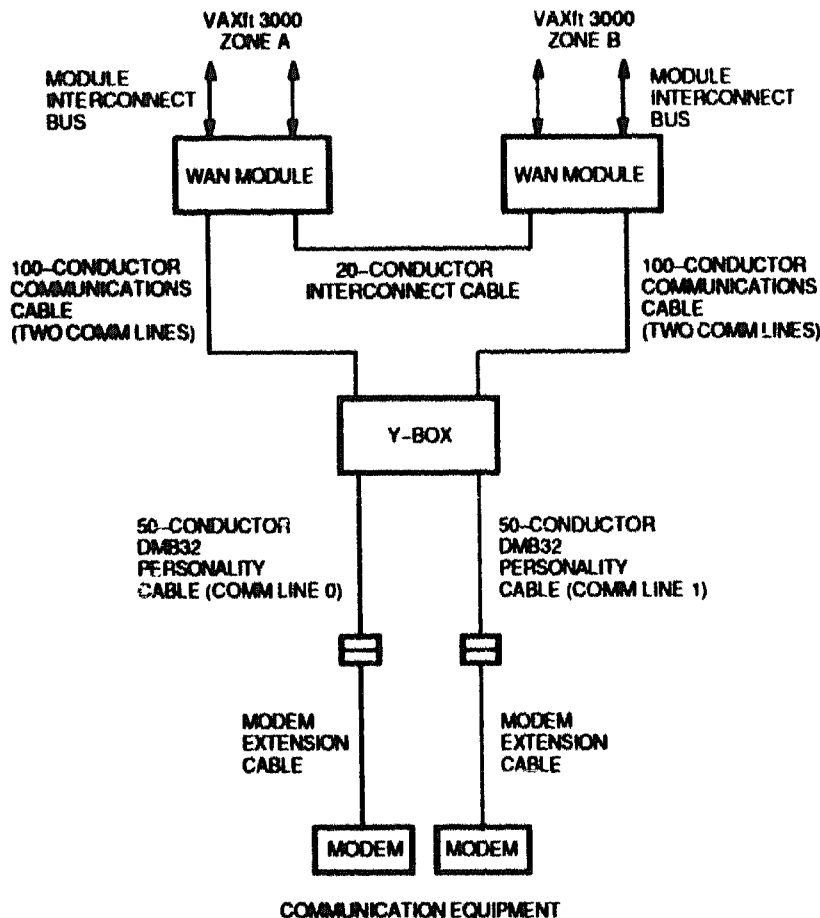 VAXft 3000
ZONE A
VAXft 3000
ZONE B
MODULE
INTERCONNECT
BUS
MODULE
INTERCONNECT
BUS
WAN MODULE
WAN MODULE
100-CONDUCTOR
COMMUNICATIONS
CABLE
(TWO COMM LINES)
20-CONDUCTOR
INTERCONNECT CABLE
100-CONDUCTOR
COMMUNICATIONS
CABLE
(TWO COMM LINES)
Y-BOX
50-CONDUCTOR
DMB32
PERSONALITY
CABLE (COMM LINE 0)
50-CONDUCTOR
DMB32
PERSONALITY
CABLE (COMM LINE 1)
MODEM
EXTENSION
CABLE
MODEM
EXTENSION
CABLE
MODEM
MODEM
COMMUNICATION EQUIPMENT